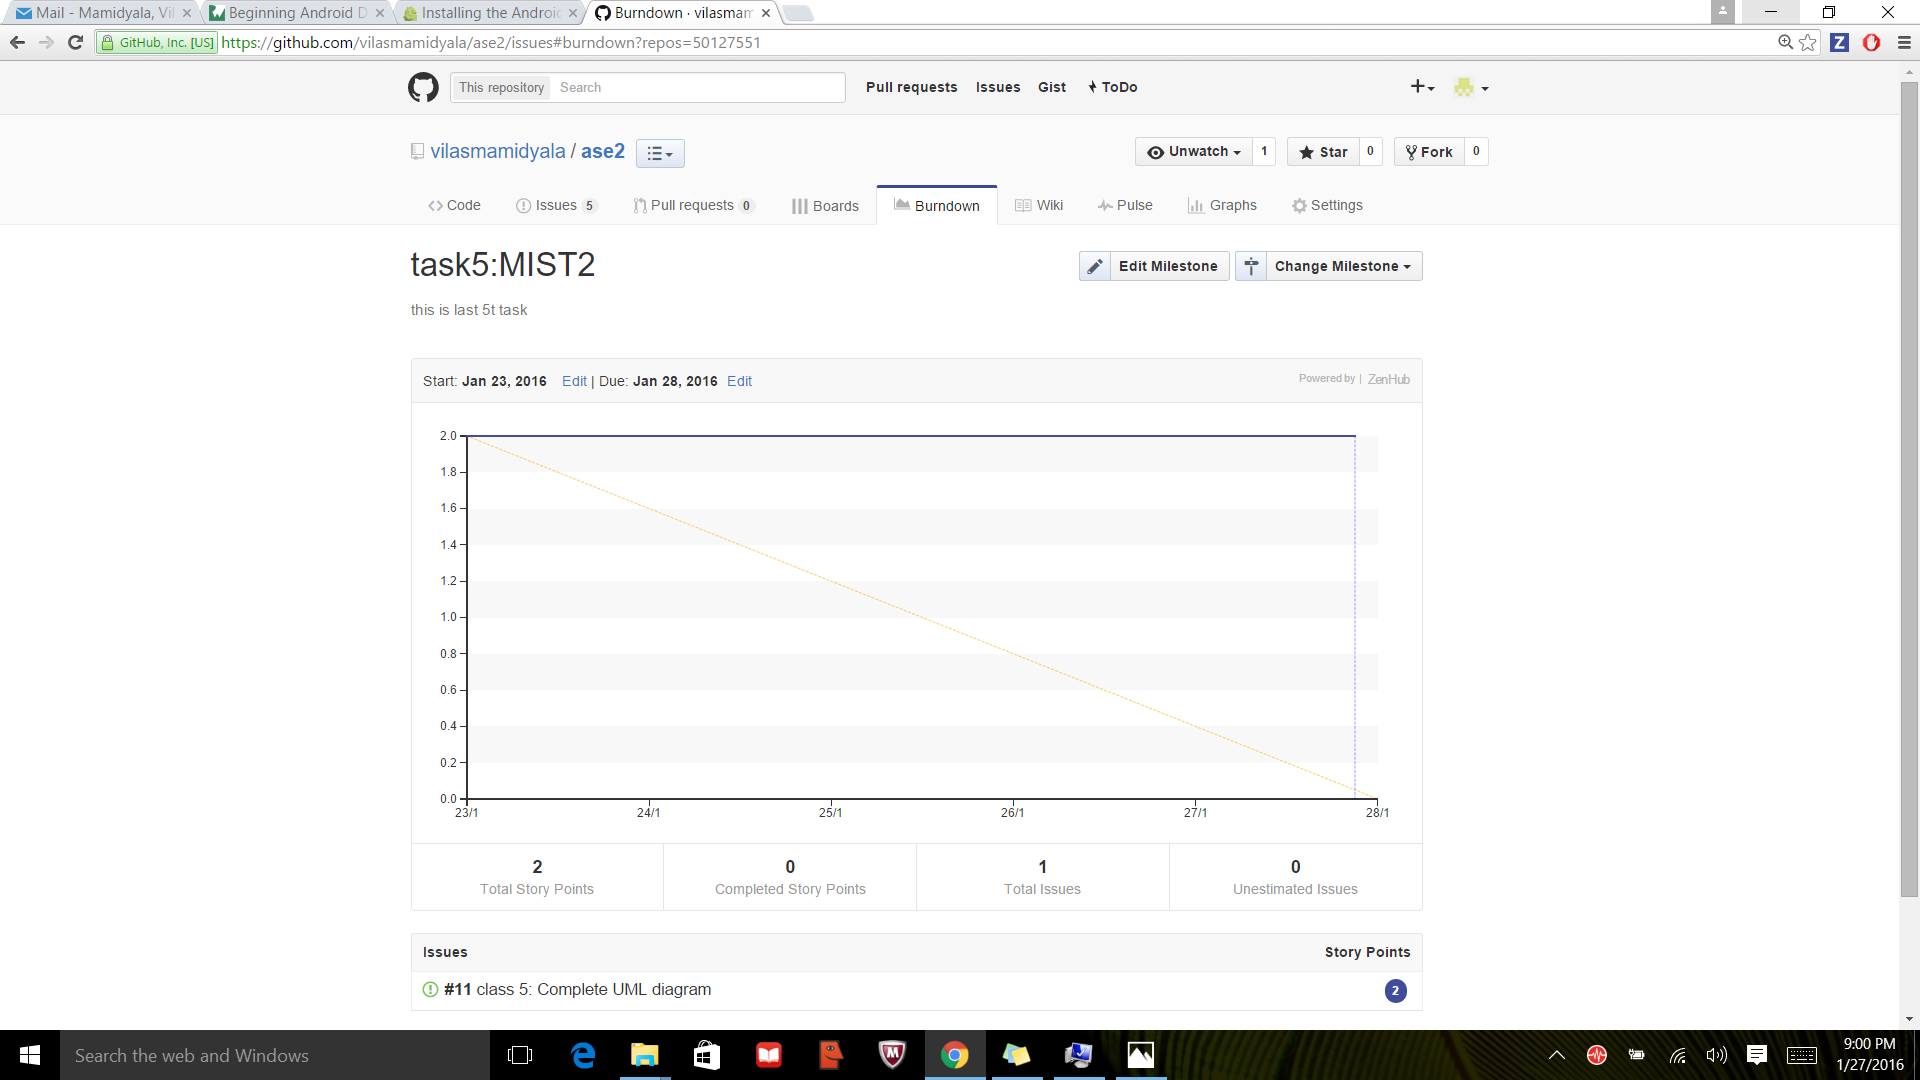 Mail - Mamidyala, Vil
Beginning Android D
Installing the Androi
Burndown · vilasmam
GitHub, Inc. [US] https://github.com/vilasmamidyala/ase2/issues#burndown?repos=50127551
This repository Search Pull requests Issues Gist ToDo
vilasmamidyala / ase2
Unwatch 1 Star 0 Fork 0
Code Issues 5 Pull requests 0 Boards Burndown Wiki Pulse Graphs Settings
task5:MIST2
Edit Milestone Change Milestone
this is last 5t task
Start: Jan 23, 2016 Edit | Due: Jan 28, 2016 Edit
Powered by | ZenHub
2.0
1.8
1.6
1.4
1.2
1.0
0.8
0.6
0.4
0.2
0.0
23/1 24/1 25/1 26/1 27/1 28/1
2 0 1 0
Total Story Points Completed Story Points Total Issues Unestimated Issues
Issues Story Points
#11 class 5: Complete UML diagram 2
Search the web and Windows
9:00 PM
1/27/2016